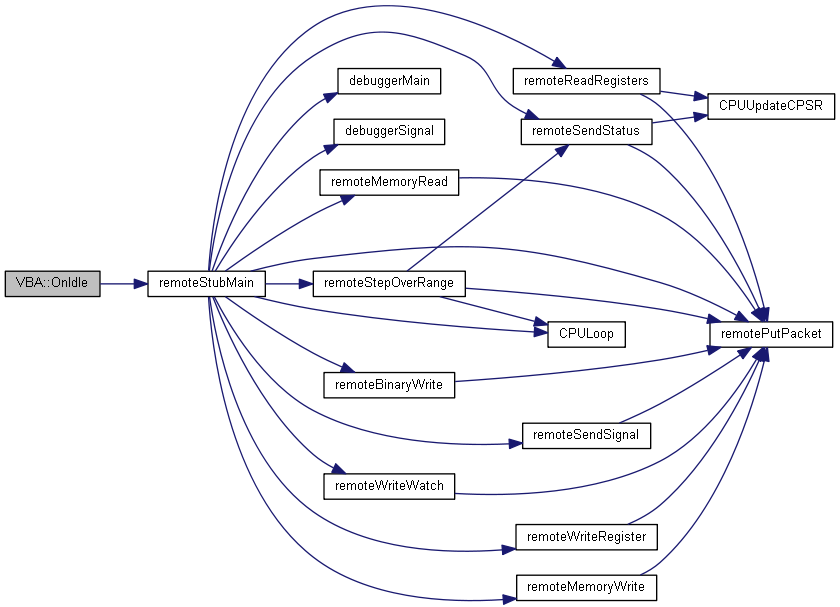 VBA::OnIdle
remoteStubMain
debuggerMain
debuggerSignal
remoteMemoryRead
remoteStepOverRange
remoteBinaryWrite
remoteWriteWatch
remoteReadRegisters
remoteSendStatus
CPULoop
remoteSendSignal
remoteWriteRegister
remoteMemoryWrite
CPUUpdateCPSR
remotePutPacket